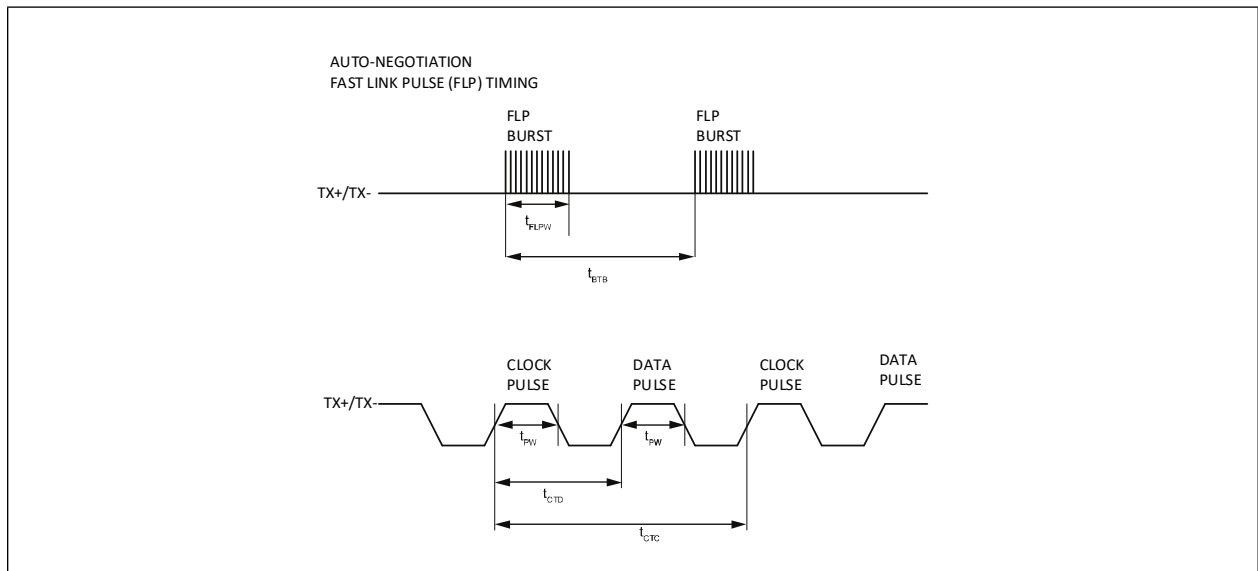 AUTO-NEGOTIATION
FAST LINK PULSE (FLP) TIMING
FLP
BURST
FLP
BURST
TX+/TX-
tFLPW
tBTB
CLOCK
PULSE
DATA
PULSE
CLOCK
PULSE
DATA
PULSE
TX+/TX-
tPW
tPW
tCTD
tCTC